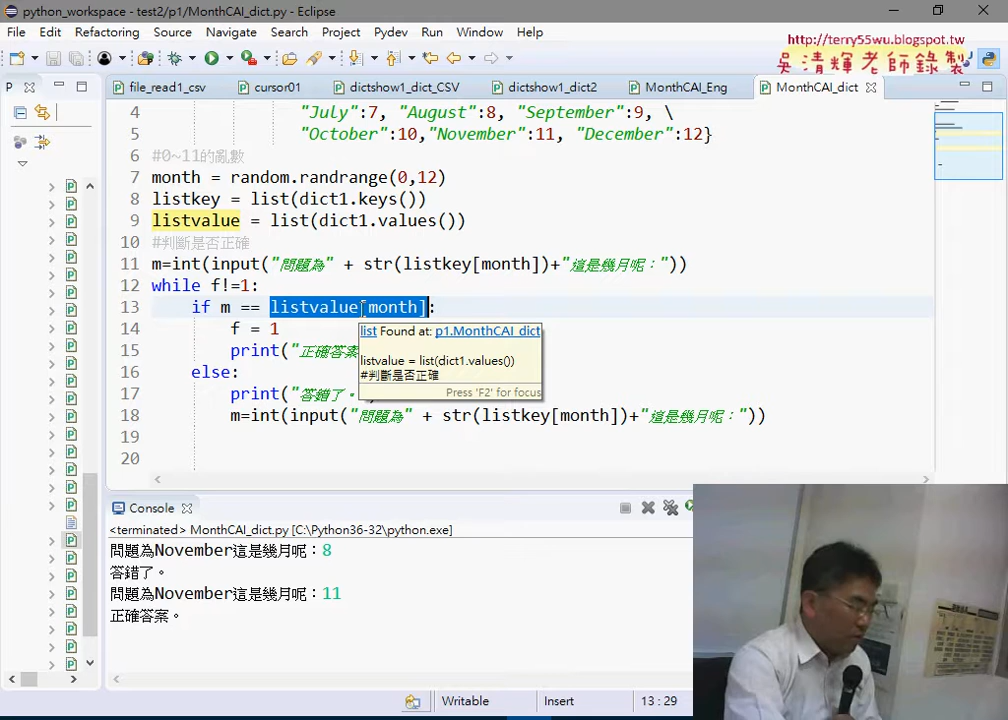 python_workspace - test2/p1/MonthCAI_dict.py - Eclipse
File Edit Refactoring Source Navigate Search Project Pydev Run Window Help
http://terry55wu.blogspot.tw
吳清輝老師錄製
P file_read1_csv cursor01 dictshow1_dict_CSV dictshow1_dict2 MonthCAI_Eng MonthCAI_dict
4 "July":7, "August":8, "September":9, \
5 "October":10,"November":11, "December":12}
6 #0~11的亂數
7 month = random.randrange(0,12)
8 listkey = list(dict1.keys())
9 listvalue = list(dict1.values())
10 #判斷是否正確
11 m=int(input("問題為" + str(listkey[month])+"這是幾月呢："))
12 while f!=1:
13 if m == listvalue[month]:
14 f = 1
15 print("正確答案
16 else:
17 print("答錯了。
18 m=int(input("問題為" + str(listkey[month])+"這是幾月呢："))
19
20
list Found at: p1.MonthCAI_dict
listvalue = list(dict1.values())
#判斷是否正確
Press 'F2' for focus
Console
<terminated> MonthCAI_dict.py [C:\Python36-32\python.exe]
問題為November這是幾月呢：8
答錯了。
問題為November這是幾月呢：11
正確答案。
Writable Insert 13 : 29